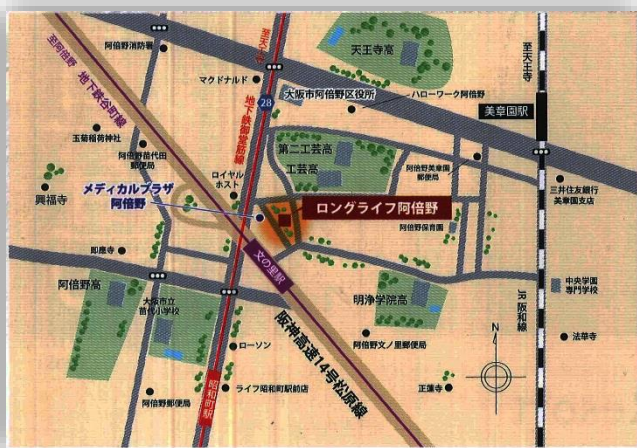 阿倍野消防署
至天王寺
天王寺高
至天王寺
至阿倍野
地下鉄谷町線
マクドナルド
地下鉄御堂筋線
28
大阪市阿倍野区役所
ハローワーク阿倍野
美章園駅
玉菊稲荷神社
阿倍野苗代田
郵便局
第二工芸高
工芸高
阿倍野美章園
郵便局
興福寺
メディカルプラザ
阿倍野
ロイヤル
ホスト
ロングライフ阿倍野
三井住友銀行
美章園支店
阿倍野保育園
即應寺
文の里駅
阿倍野高
大阪市立
苗代小学校
明浄学院高
JR 阪和線
中央学園
専門学校
阪神高速14号松原線
N
ローソン
阿倍野文ノ里郵便局
法華寺
昭和町駅
ライフ昭和町駅前店
阿倍野郵便局
正蓮寺